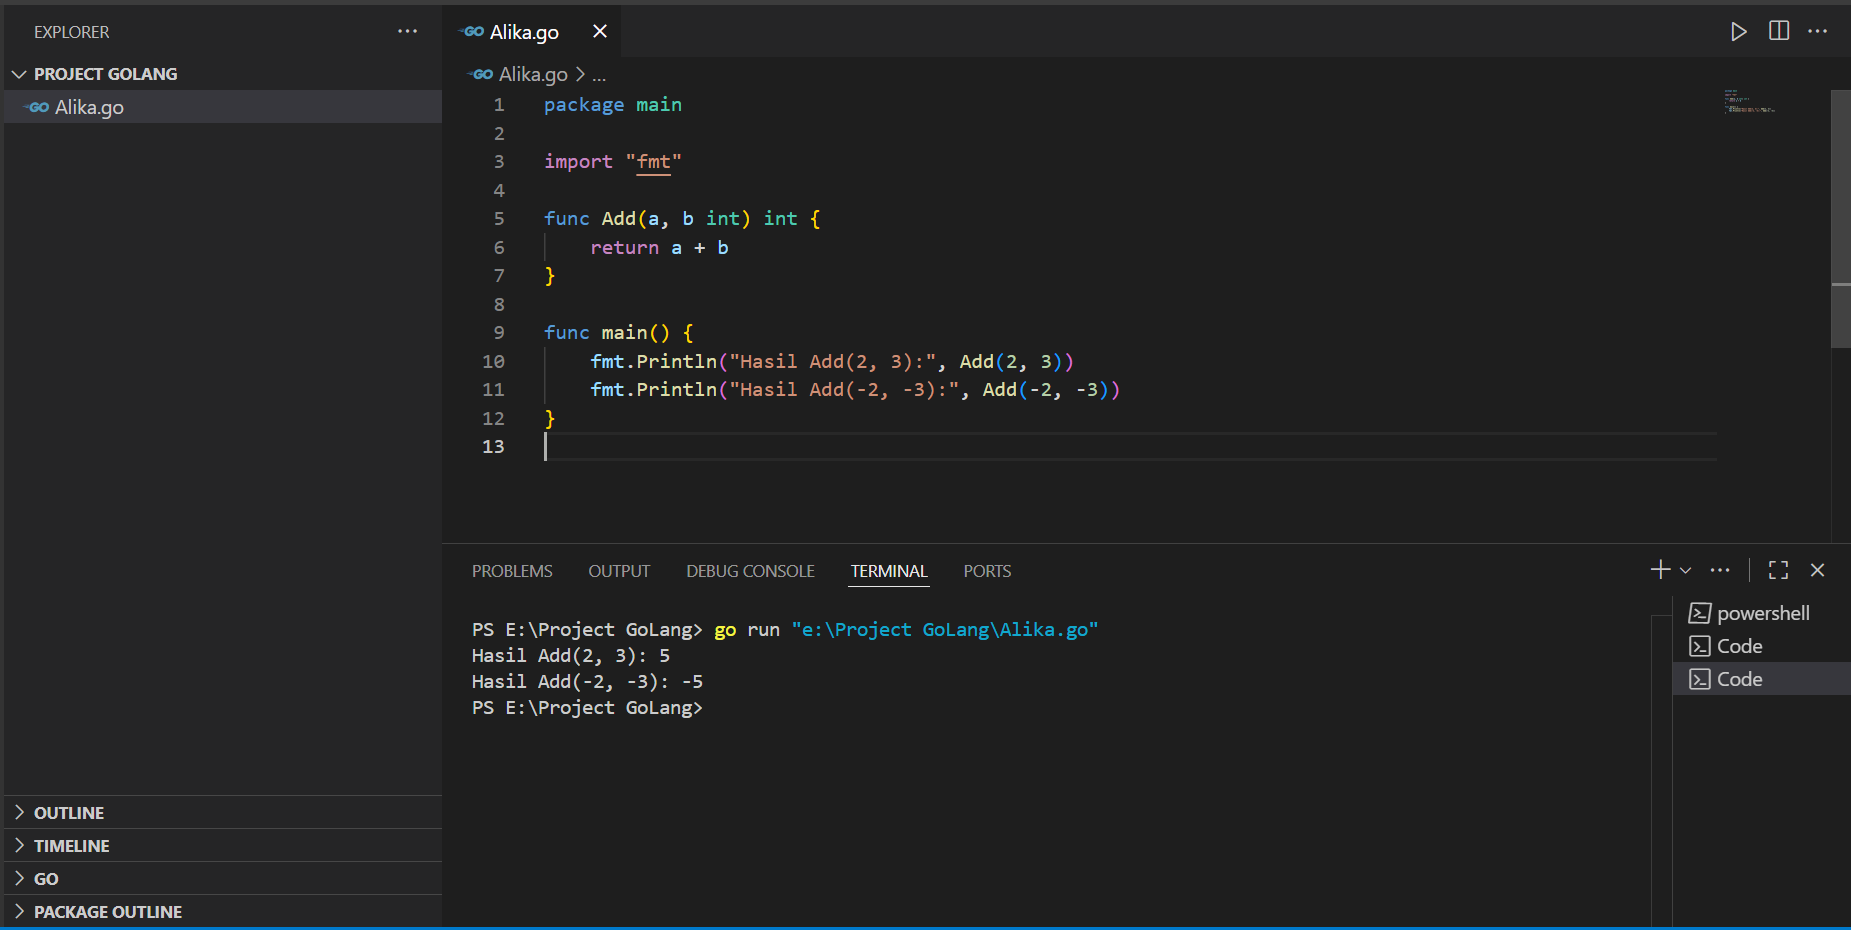 EXPLORER
PROJECT GOLANG
GO Alika.go
OUTLINE
TIMELINE
GO
PACKAGE OUTLINE
GO Alika.go
GO Alika.go > ...
1 package main
2
3 import "fmt"
4
5 func Add(a, b int) int {
6 return a + b
7 }
8
9 func main() {
10 fmt.Println("Hasil Add(2, 3):", Add(2, 3))
11 fmt.Println("Hasil Add(-2, -3):", Add(-2, -3))
12 }
13
PROBLEMS OUTPUT DEBUG CONSOLE TERMINAL PORTS
PS E:\Project GoLang> go run "e:\Project GoLang\Alika.go"
Hasil Add(2, 3): 5
Hasil Add(-2, -3): -5
PS E:\Project GoLang>
powershell
Code
Code